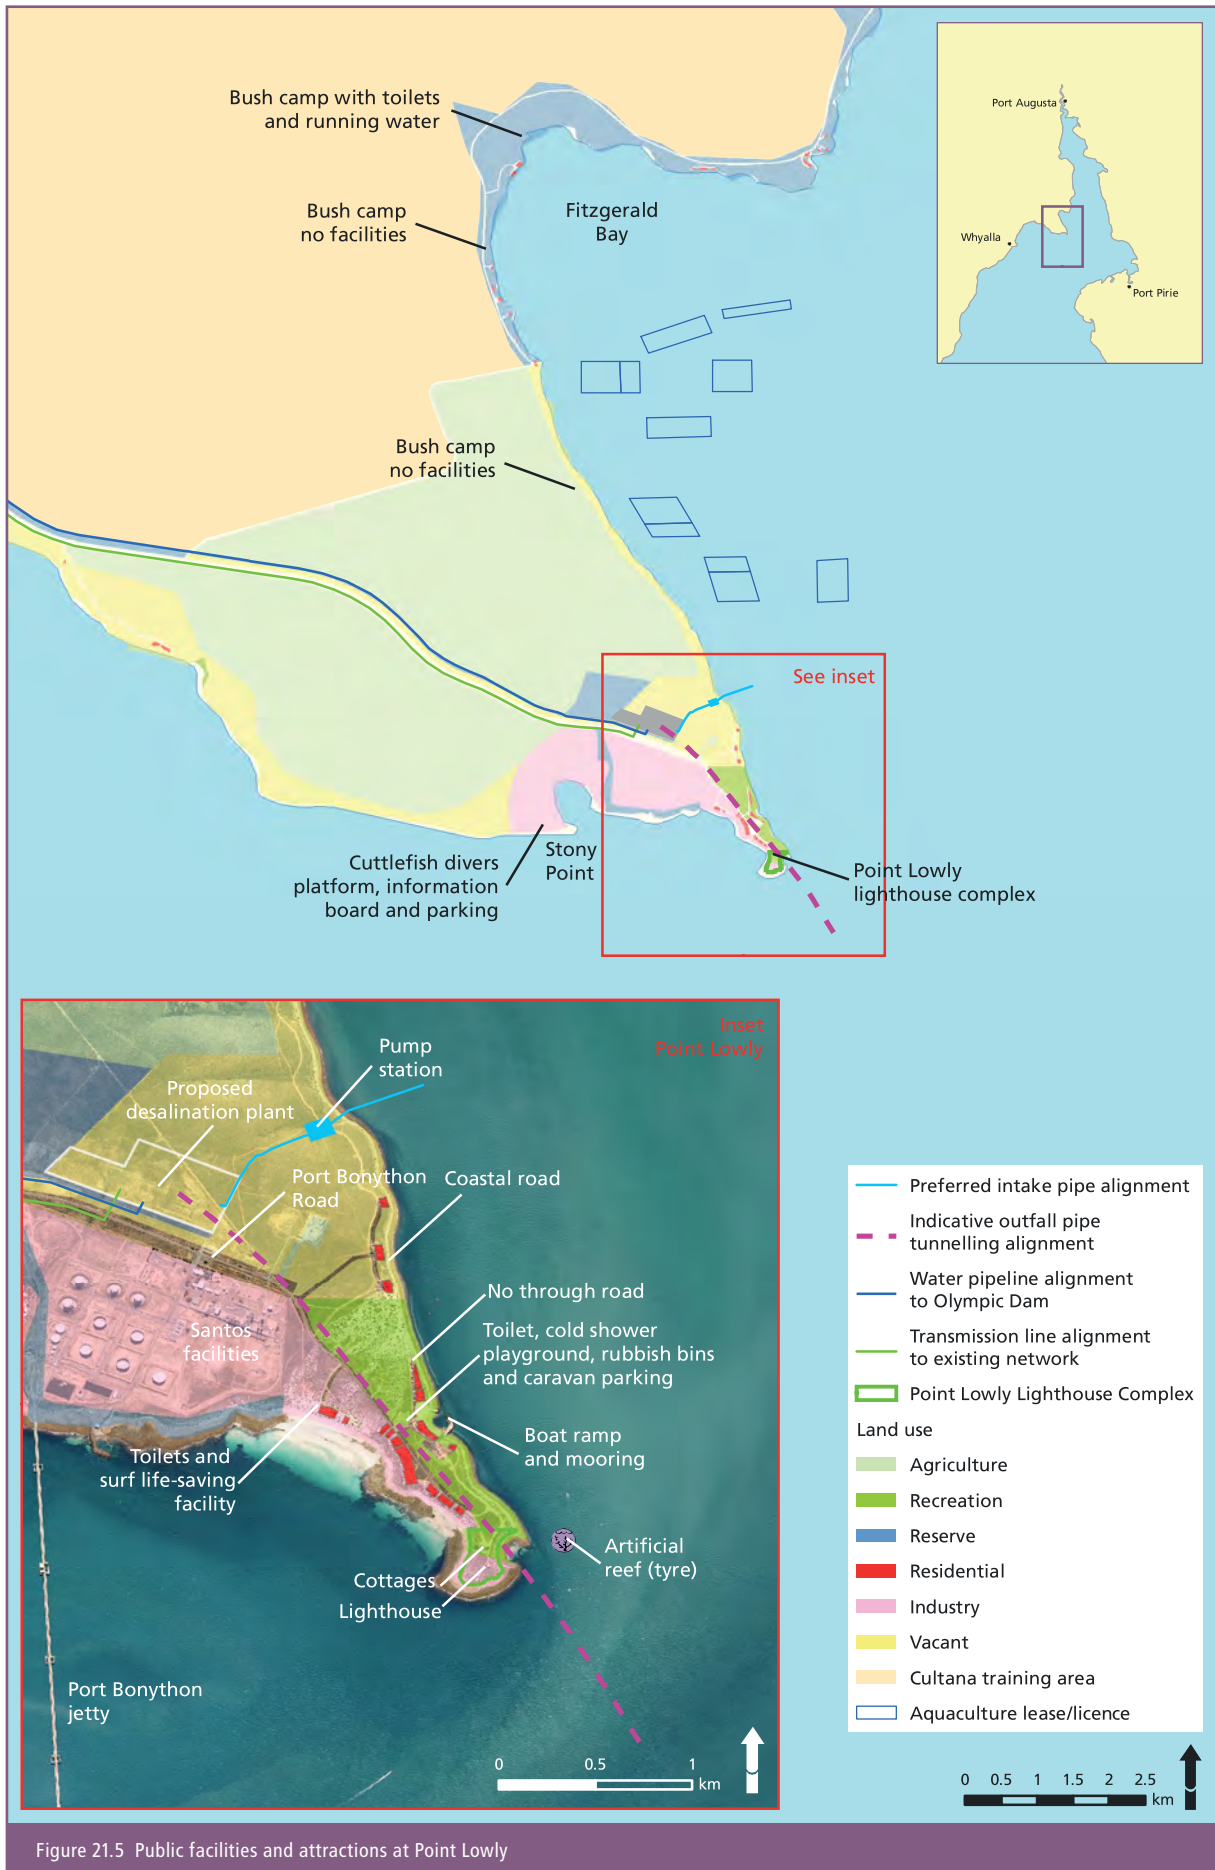 Bush camp with toilets
and running water
Bush camp
no facilities
Fitzgerald
Bay
Port Augusta
Whyalla
Port Pirie
Bush camp
no facilities
See inset
Cuttlefish divers
platform, information
board and parking
Stony
Point
Point Lowly
lighthouse complex
Inset
Point Lowly
Pump
station
Proposed
desalination plant
Port Bonython
Road
Coastal road
No through road
Toilet, cold shower
playground, rubbish bins
and caravan parking
Santos
facilities
Boat ramp
and mooring
Toilets and
surf life-saving
facility
Artificial
reef (tyre)
Cottages
Lighthouse
Port Bonython
jetty
0 0.5 1
km
Preferred intake pipe alignment
Indicative outfall pipe
tunnelling alignment
Water pipeline alignment
to Olympic Dam
Transmission line alignment
to existing network
Point Lowly Lighthouse Complex
Land use
Agriculture
Recreation
Reserve
Residential
Industry
Vacant
Cultana training area
Aquaculture lease/licence
0 0.5 1 1.5 2 2.5
km
Figure 21.5 Public facilities and attractions at Point Lowly